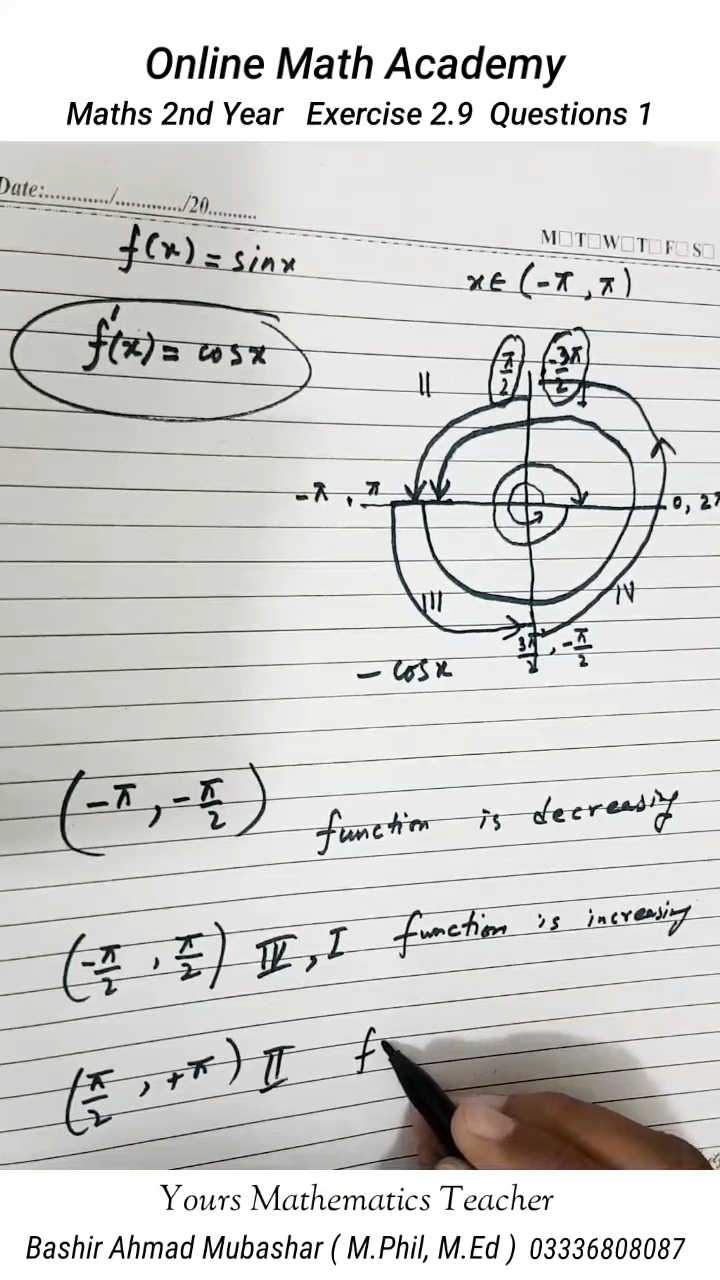 Online Math Academy
Maths 2nd Year Exercise 2.9 Questions 1
Date:............/............./20..........
M□T□W□T□F□S□
f(x) = sinx
x∈ (-π, π)
f'(x) = cosx
II
π/2
-3π/2
-π, π
0, 2π
III
IV
3π/2, -π/2
- cosx
(-π, -π/2) function is decreasing
(-π/2, π/2) IV, I function is increasing
(π/2, +π) II f
Yours Mathematics Teacher
Bashir Ahmad Mubashar ( M.Phil, M.Ed ) 03336808087